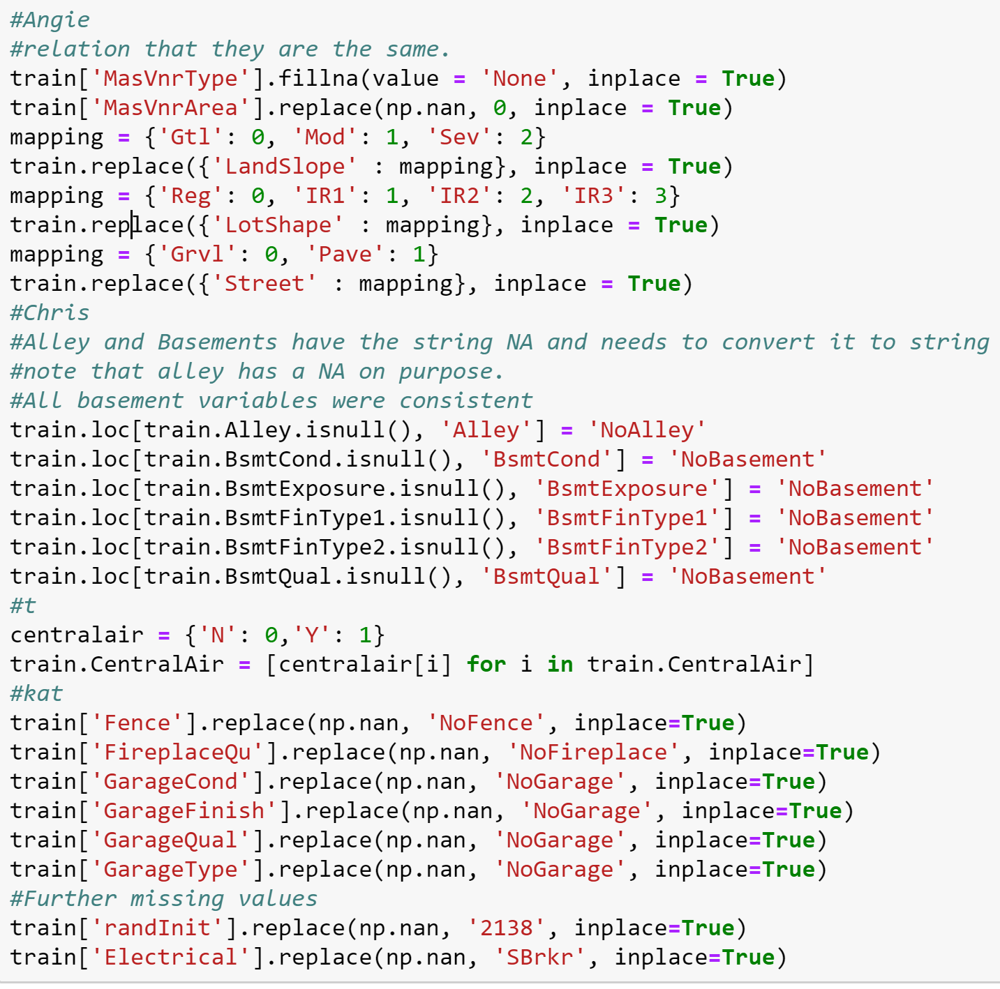 #Angie
#relation that they are the same.
train['MasVnrType'].fillna(value = 'None', inplace = True)
train['MasVnrArea'].replace(np.nan, 0, inplace = True)
mapping = {'Gtl': 0, 'Mod': 1, 'Sev': 2}
train.replace({'LandSlope' : mapping}, inplace = True)
mapping = {'Reg': 0, 'IR1': 1, 'IR2': 2, 'IR3': 3}
train.replace({'LotShape' : mapping}, inplace = True)
mapping = {'Grvl': 0, 'Pave': 1}
train.replace({'Street' : mapping}, inplace = True)
#Chris
#Alley and Basements have the string NA and needs to convert it to string
#note that alley has a NA on purpose.
#All basement variables were consistent
train.loc[train.Alley.isnull(), 'Alley'] = 'NoAlley'
train.loc[train.BsmtCond.isnull(), 'BsmtCond'] = 'NoBasement'
train.loc[train.BsmtExposure.isnull(), 'BsmtExposure'] = 'NoBasement'
train.loc[train.BsmtFinType1.isnull(), 'BsmtFinType1'] = 'NoBasement'
train.loc[train.BsmtFinType2.isnull(), 'BsmtFinType2'] = 'NoBasement'
train.loc[train.BsmtQual.isnull(), 'BsmtQual'] = 'NoBasement'
#t
centralair = {'N': 0,'Y': 1}
train.CentralAir = [centralair[i] for i in train.CentralAir]
#kat
train['Fence'].replace(np.nan, 'NoFence', inplace=True)
train['FireplaceQu'].replace(np.nan, 'NoFireplace', inplace=True)
train['GarageCond'].replace(np.nan, 'NoGarage', inplace=True)
train['GarageFinish'].replace(np.nan, 'NoGarage', inplace=True)
train['GarageQual'].replace(np.nan, 'NoGarage', inplace=True)
train['GarageType'].replace(np.nan, 'NoGarage', inplace=True)
#Further missing values
train['randInit'].replace(np.nan, '2138', inplace=True)
train['Electrical'].replace(np.nan, 'SBrkr', inplace=True)